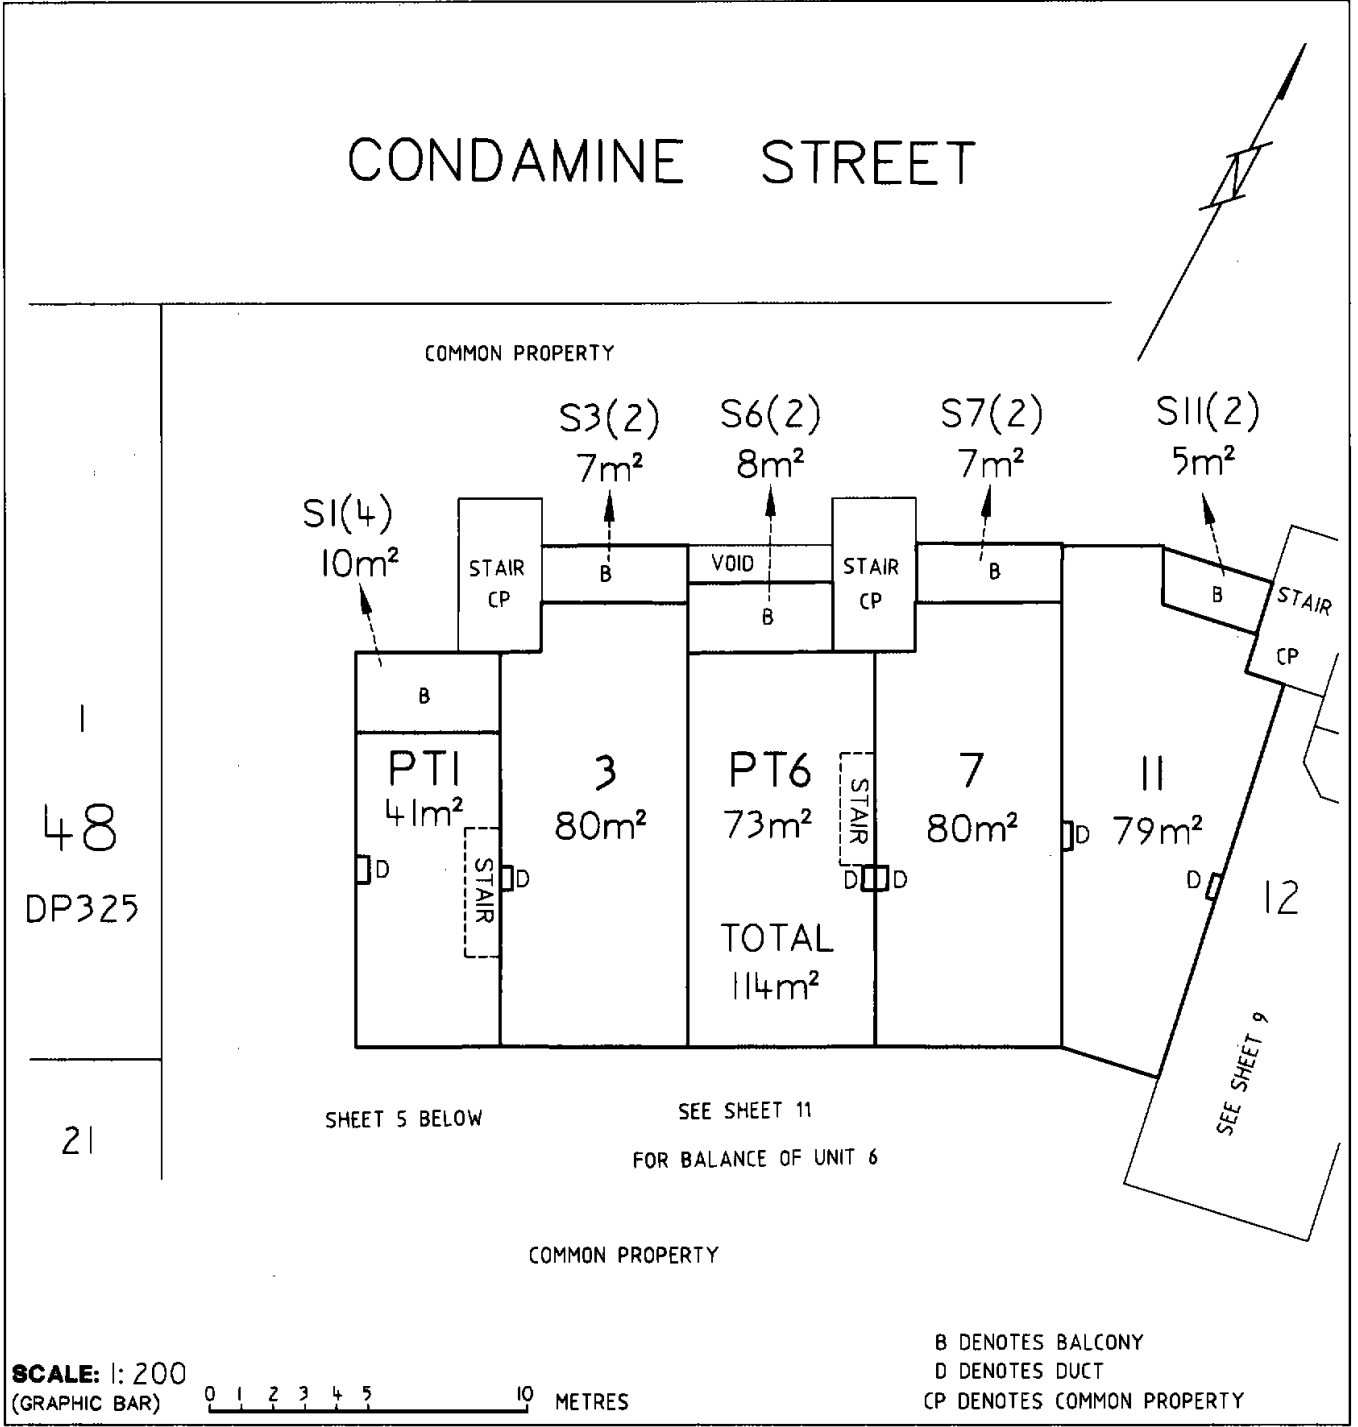 CONDAMINE STREET
N
COMMON PROPERTY
S3(2)
7m²
S6(2)
8m²
S7(2)
7m²
S11(2)
5m²
S1(4)
10m²
STAIR
CP
B
VOID
B
STAIR
CP
B
B
STAIR
CP
B
PT1
41m²
3
80m²
PT6
73m²
7
80m²
11
79m²
STAIR
STAIR
D
D
D
D
D
D
TOTAL
114m²
12
SEE SHEET 9
1
48
DP325
21
SHEET 5 BELOW
SEE SHEET 11
FOR BALANCE OF UNIT 6
COMMON PROPERTY
B DENOTES BALCONY
D DENOTES DUCT
CP DENOTES COMMON PROPERTY
SCALE: 1:200
(GRAPHIC BAR)
0 1 2 3 4 5 10 METRES